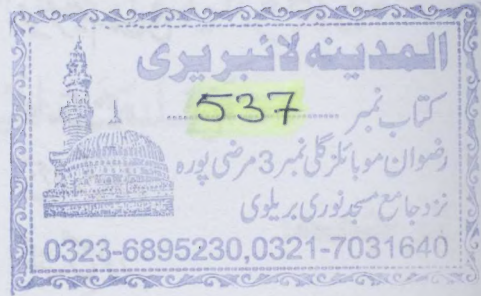 المدینہ لائبریری
کتاب نمبر 537
رضوان موبائلز گلی نمبر 3 مرضی پورہ
نزد جامع مسجد نوری بریلوی
0323-6895230,0321-7031640